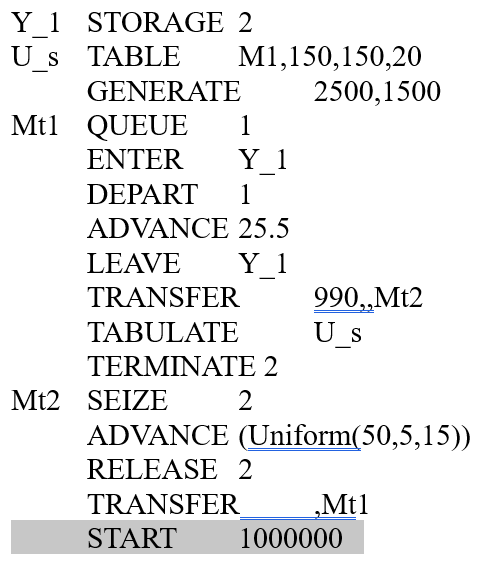 Y_1 STORAGE 2
U_s TABLE M1,150,150,20
GENERATE 2500,1500
Mt1 QUEUE 1
ENTER Y_1
DEPART 1
ADVANCE 25.5
LEAVE Y_1
TRANSFER 990,,Mt2
TABULATE U_s
TERMINATE 2
Mt2 SEIZE 2
ADVANCE (Uniform(50,5,15))
RELEASE 2
TRANSFER ,Mt1
START 1000000